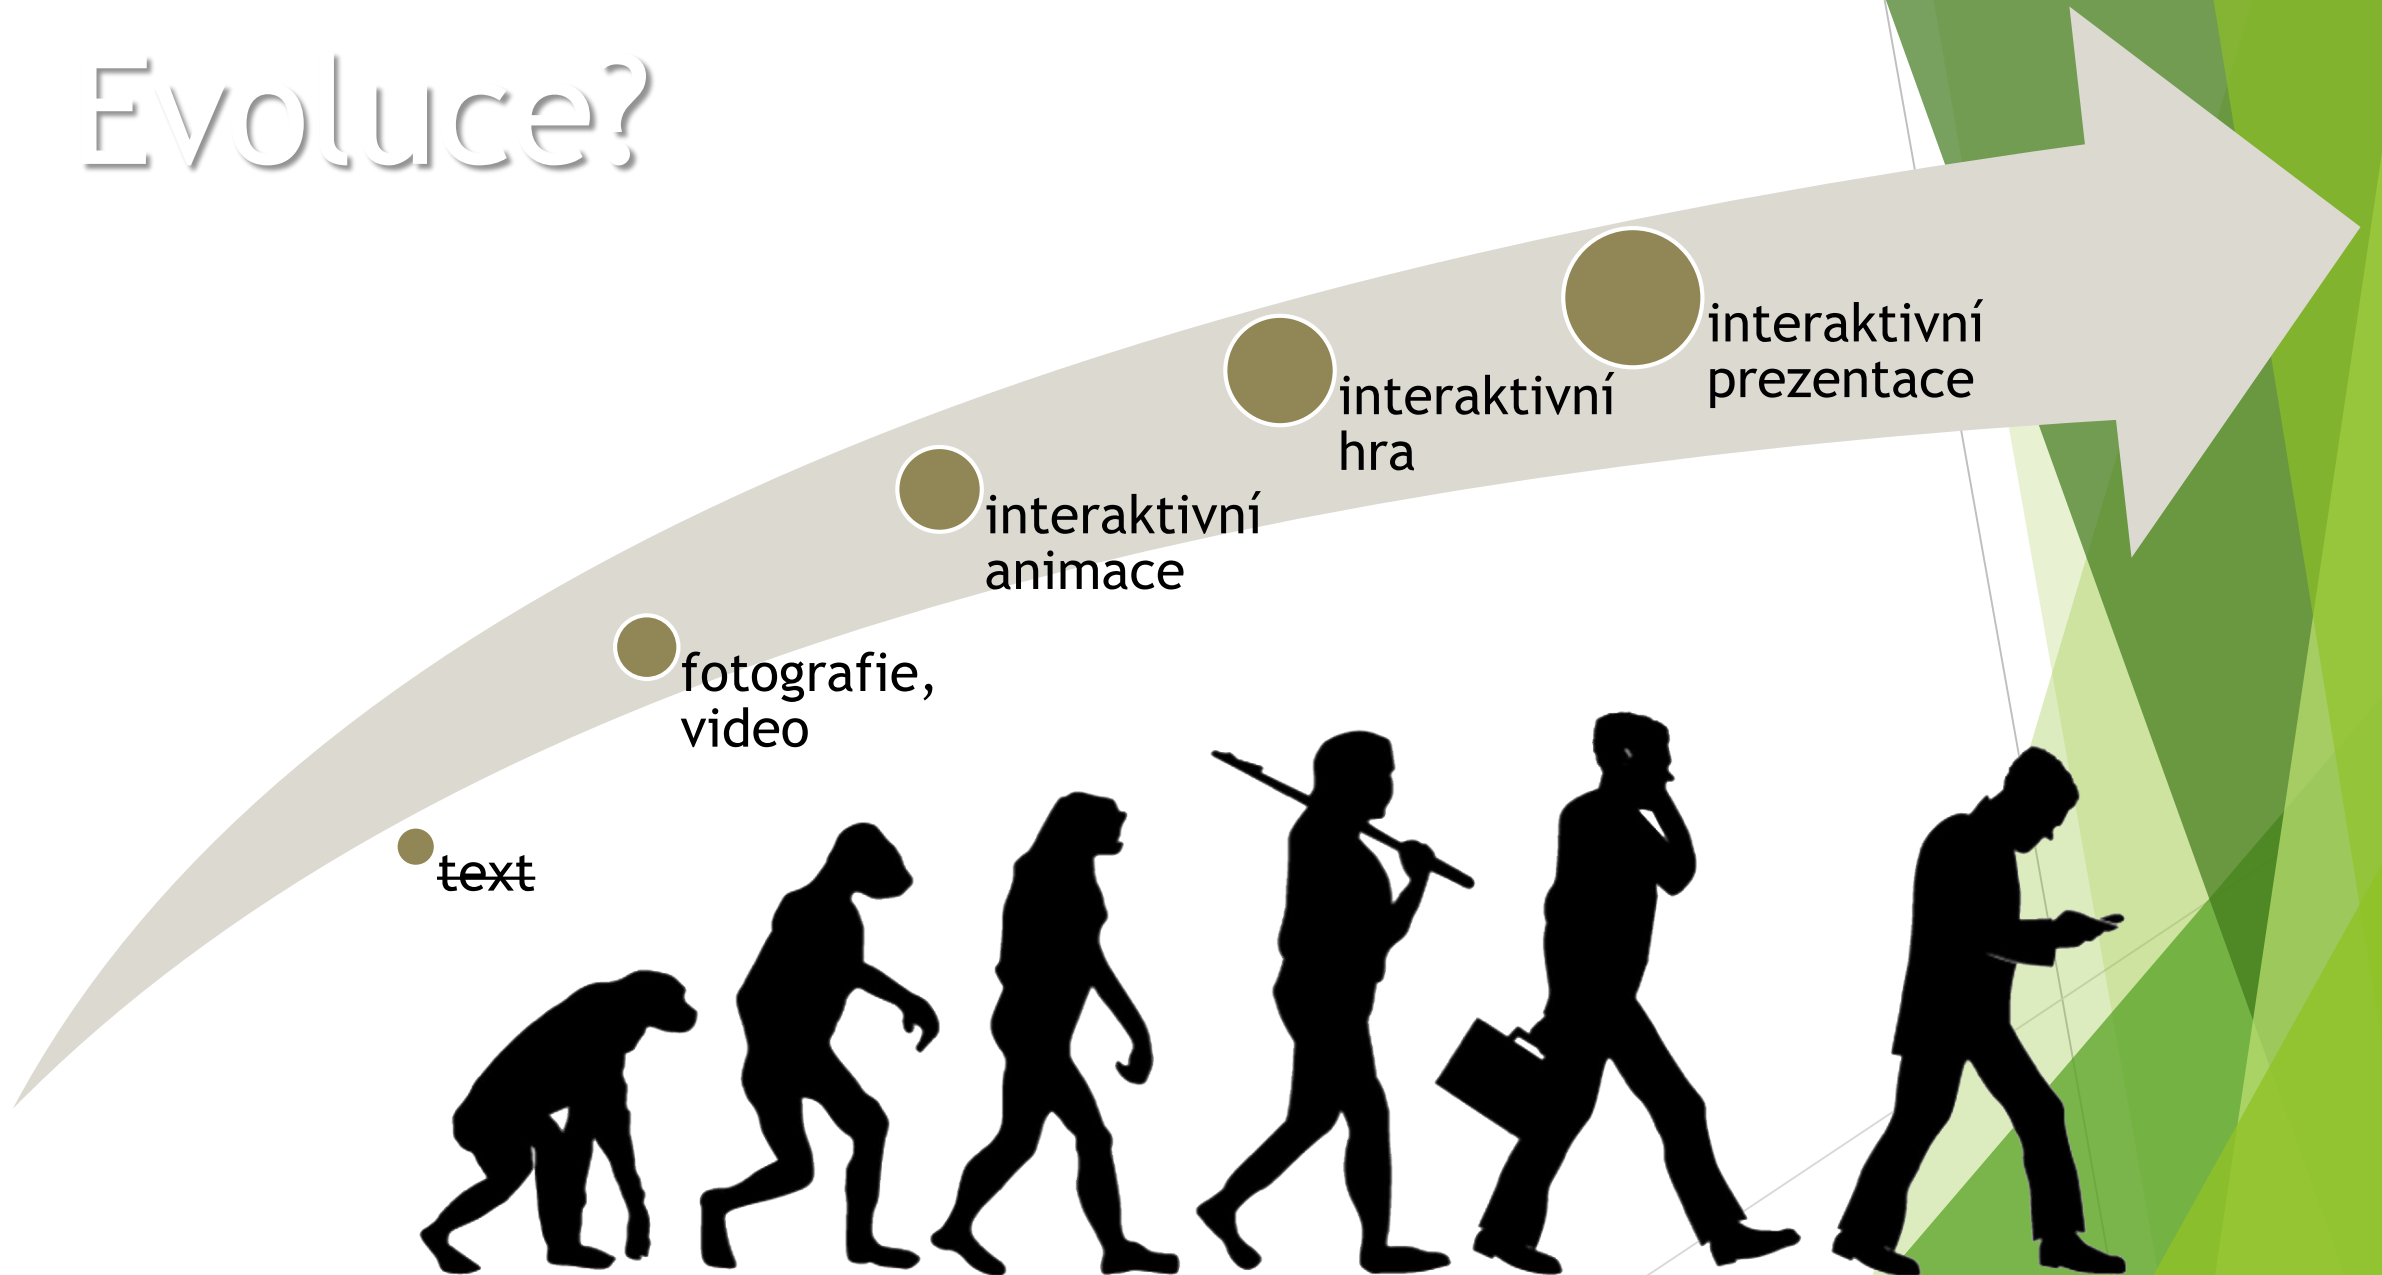 Evoluce?
text
fotografie,
video
interaktivní
animace
interaktivní
hra
interaktivní
prezentace